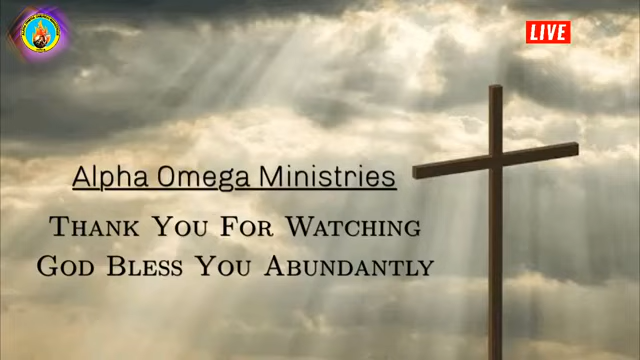 LIVE
Alpha Omega Ministries
Thank You For Watching
God Bless You Abundantly